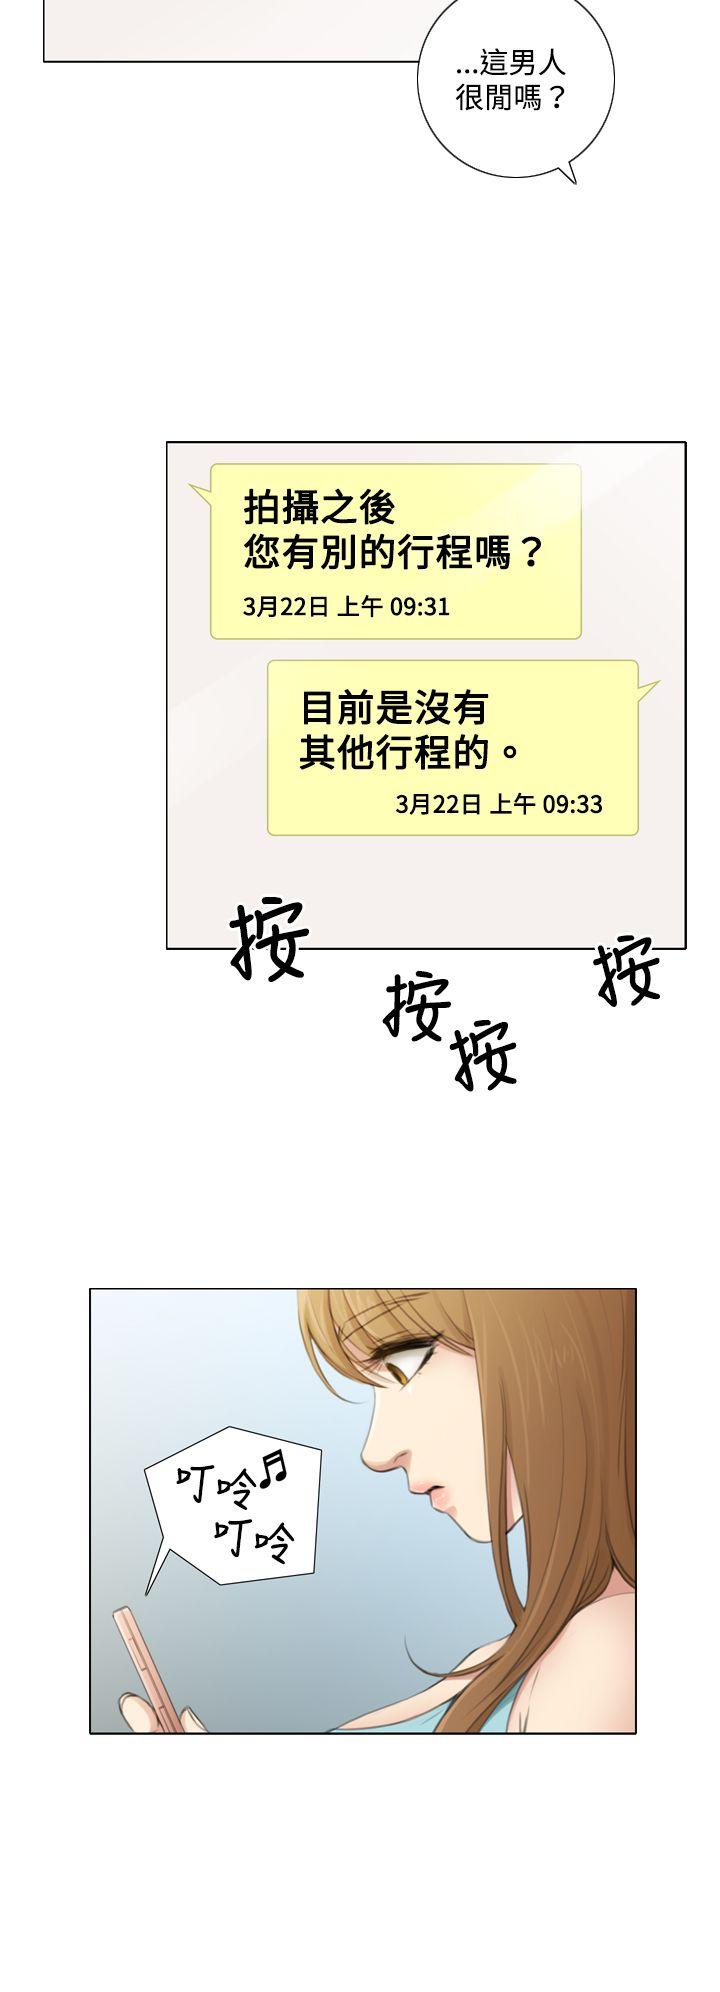 ...這男人
很閒嗎？
拍攝之後
您有別的行程嗎？
3月22日 上午 09:31
目前是沒有
其他行程的。
3月22日 上午 09:33
按
按
按
按
叮呤♫
叮呤